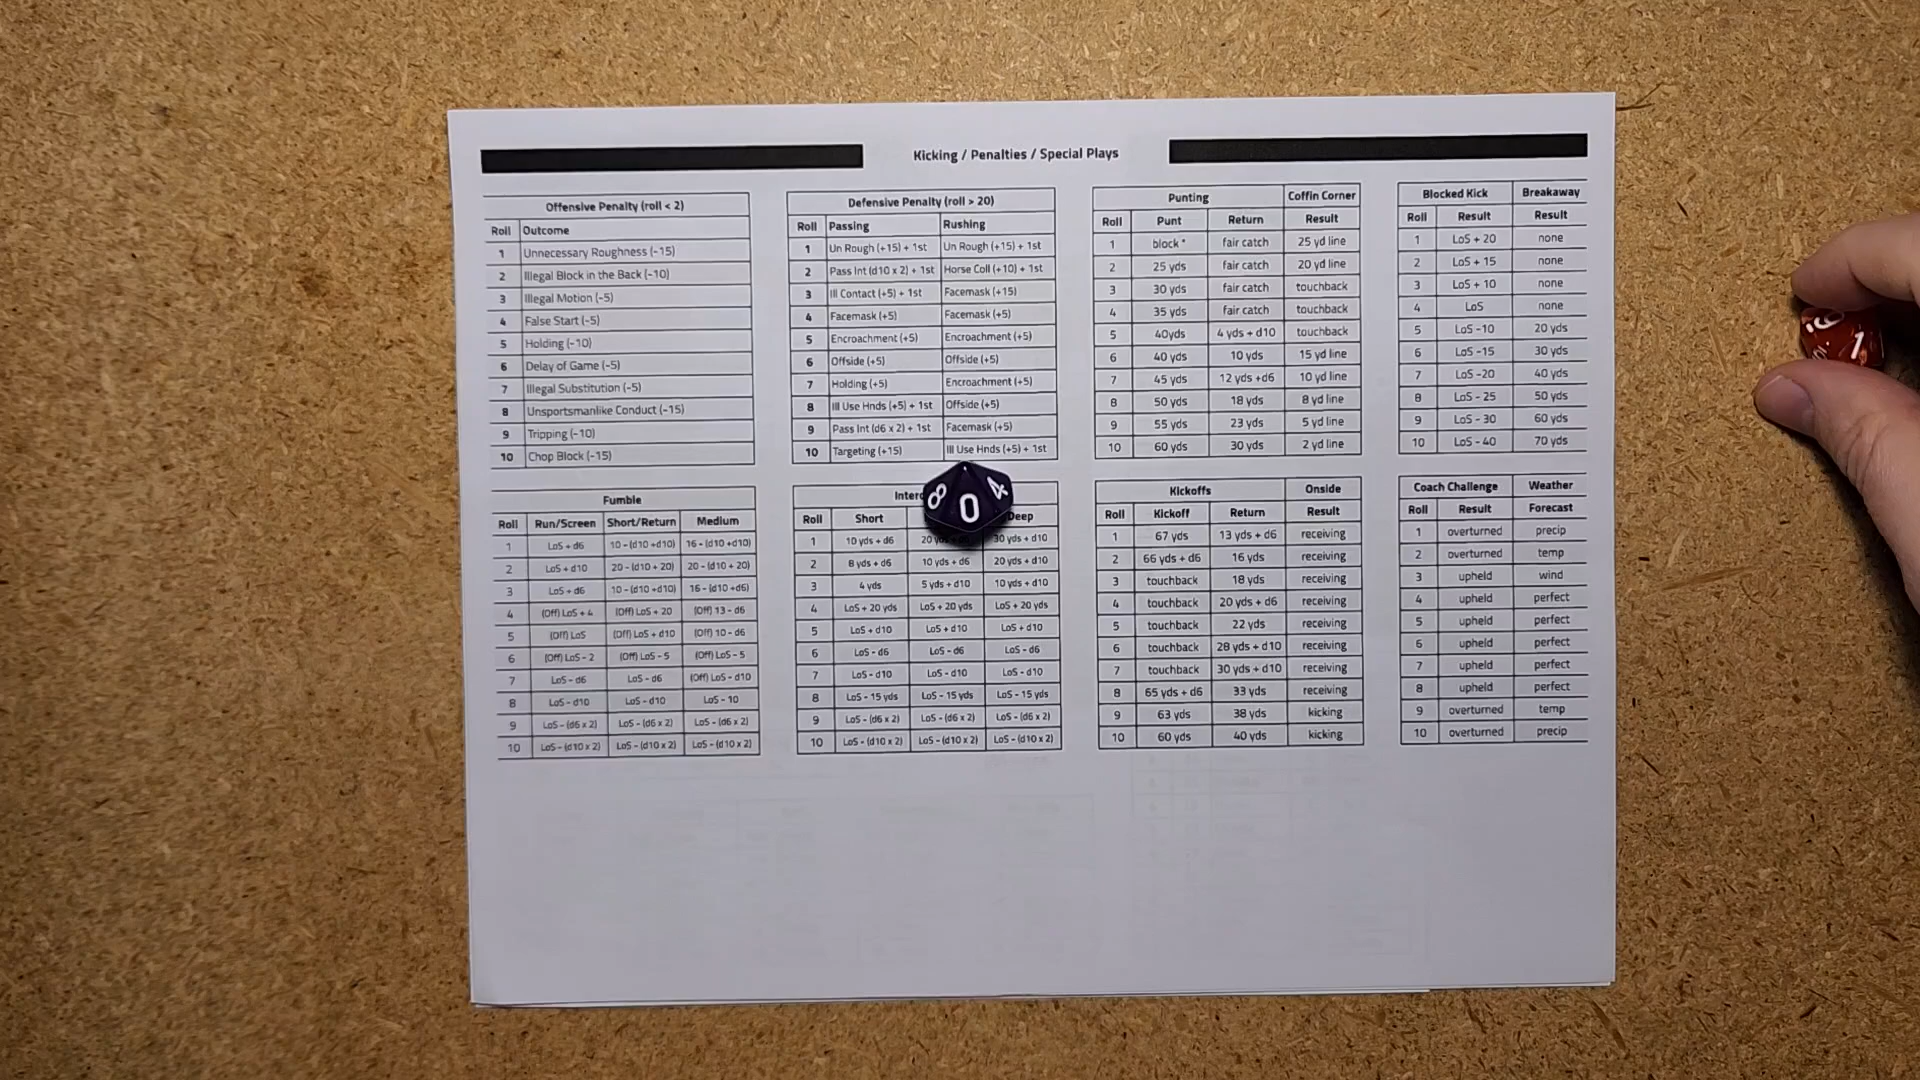 Kicking / Penalties / Special Plays
Offensive Penalty (roll < 2)
Roll Outcome
1 Unnecessary Roughness (-15)
2 Illegal Block in the Back (-10)
3 Illegal Motion (-5)
4 False Start (-5)
5 Holding (-10)
6 Delay of Game (-5)
7 Illegal Substitution (-5)
8 Unsportsmanlike Conduct (-15)
9 Tripping (-10)
10 Chop Block (-15)
Defensive Penalty (roll > 20)
Roll Passing Rushing
1 Un Rough (+15) + 1st Un Rough (+15) + 1st
2 Pass Int (d10 x 2) + 1st Horse Coll (+10) + 1st
3 Ill Contact (+5) + 1st Facemask (+15)
4 Facemask (+5) Facemask (+5)
5 Encroachment (+5) Encroachment (+5)
6 Offside (+5) Offside (+5)
7 Holding (+5) Encroachment (+5)
8 Ill Use Hnds (+5) + 1st Offside (+5)
9 Pass Int (d6 x 2) + 1st Facemask (+5)
10 Targeting (+15) Ill Use Hnds (+5) + 1st
Punting Coffin Corner
Roll Punt Return Result
1 block * fair catch 25 yd line
2 25 yds fair catch 20 yd line
3 30 yds fair catch touchback
4 35 yds fair catch touchback
5 40yds 4 yds + d10 touchback
6 40 yds 10 yds 15 yd line
7 45 yds 12 yds +d6 10 yd line
8 50 yds 18 yds 8 yd line
9 55 yds 23 yds 5 yd line
10 60 yds 30 yds 2 yd line
Blocked Kick Breakaway
Roll Result Result
1 LoS + 20 none
2 LoS + 15 none
3 LoS + 10 none
4 LoS none
5 LoS -10 20 yds
6 LoS -15 30 yds
7 LoS -20 40 yds
8 LoS - 25 50 yds
9 LoS - 30 60 yds
10 LoS - 40 70 yds
Fumble
Roll Run/Screen Short/Return Medium
1 LoS + d6 10 - (d10 +d10) 16 - (d10 +d10)
2 LoS + d10 20 - (d10 + 20) 20 - (d10 + 20)
3 LoS + d6 10 - (d10 +d10) 16 - (d10 +d6)
4 (Off) LoS + 4 (Off) LoS + 20 (Off) 13 - d6
5 (Off) LoS (Off) LoS + d10 (Off) 10 - d6
6 (Off) LoS - 2 (Off) LoS - 5 (Off) LoS - 5
7 LoS - d6 LoS - d6 (Off) LoS - d10
8 LoS - d10 LoS - d10 LoS - 10
9 LoS - (d6 x 2) LoS - (d6 x 2) LoS - (d6 x 2)
10 LoS - (d10 x 2) LoS - (d10 x 2) LoS - (d10 x 2)
8 0 4
Roll Short Deep
1 10 yds + d6 30 yds + d10
2 8 yds + d6 10 yds + d6 20 yds + d10
3 4 yds 5 yds + d10 10 yds + d10
4 LoS + 20 yds LoS + 20 yds LoS + 20 yds
5 LoS + d10 LoS + d10 LoS + d10
6 LoS - d6 LoS - d6 LoS - d6
7 LoS - d10 LoS - d10 LoS - d10
8 LoS - 15 yds LoS - 15 yds LoS - 15 yds
9 LoS - (d6 x 2) LoS - (d6 x 2) LoS - (d6 x 2)
10 LoS - (d10 x 2) LoS - (d10 x 2) LoS - (d10 x 2)
Kickoffs Onside
Roll Kickoff Return Result
1 67 yds 13 yds + d6 receiving
2 66 yds + d6 16 yds receiving
3 touchback 18 yds receiving
4 touchback 20 yds + d6 receiving
5 touchback 22 yds receiving
6 touchback 28 yds + d10 receiving
7 touchback 30 yds + d10 receiving
8 65 yds + d6 33 yds receiving
9 63 yds 38 yds kicking
10 60 yds 40 yds kicking
Coach Challenge Weather
Roll Result Forecast
1 overturned precip
2 overturned temp
3 upheld wind
4 upheld perfect
5 upheld perfect
6 upheld perfect
7 upheld perfect
8 upheld perfect
9 overturned temp
10 overturned precip
19 1